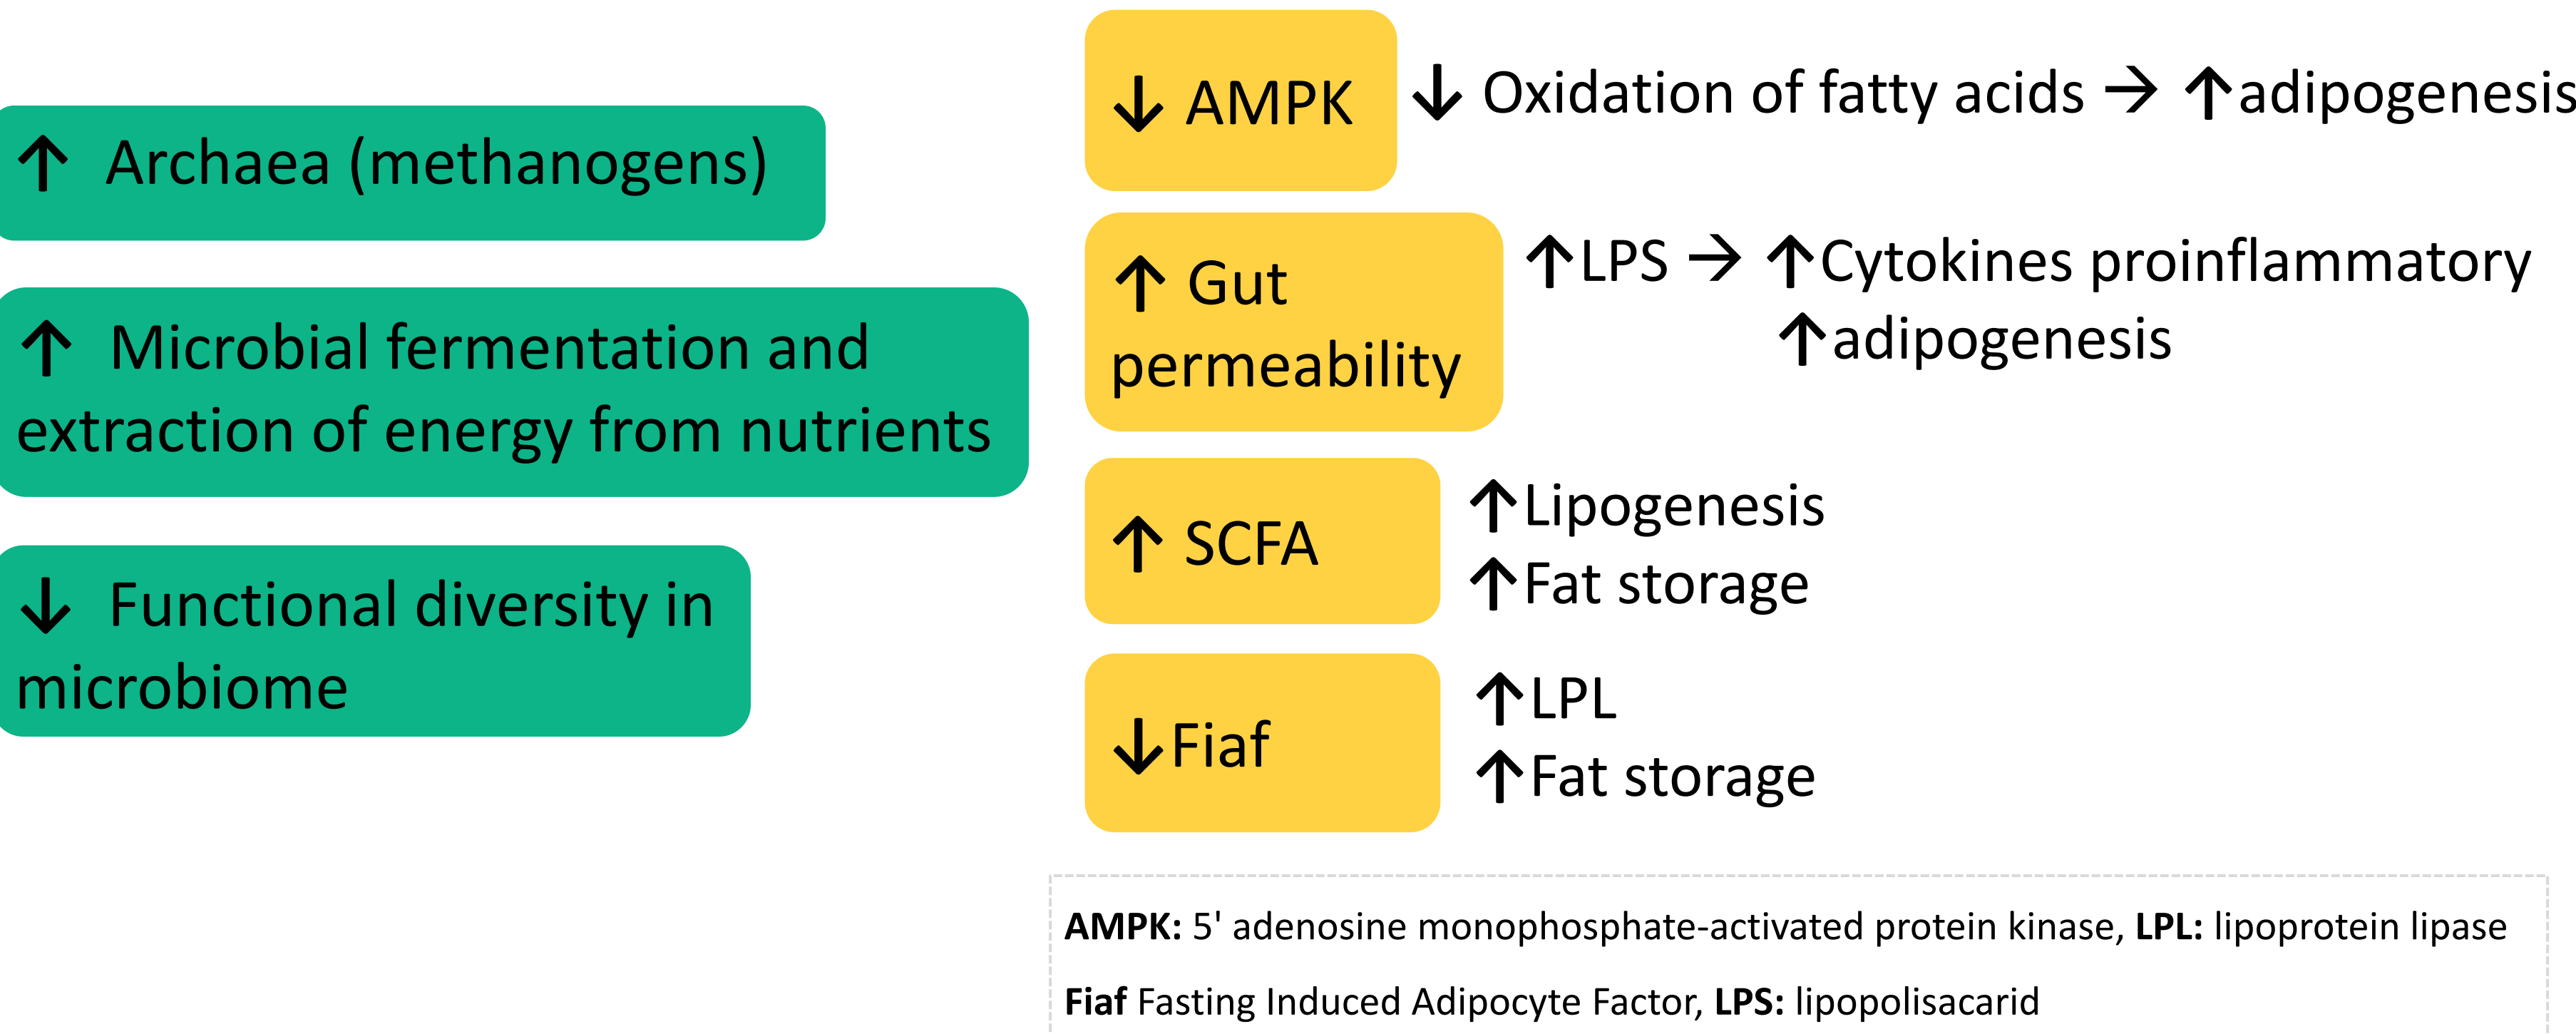 ↑ Archaea (methanogens)
↑ Microbial fermentation and
extraction of energy from nutrients
↓ Functional diversity in
microbiome
↓ AMPK
↓ Oxidation of fatty acids → ↑adipogenesis
↑ Gut
permeability
↑LPS → ↑Cytokines proinflammatory
↑adipogenesis
↑ SCFA
↑Lipogenesis
↑Fat storage
↓Fiaf
↑LPL
↑Fat storage
AMPK: 5' adenosine monophosphate-activated protein kinase, LPL: lipoprotein lipase
Fiaf Fasting Induced Adipocyte Factor, LPS: lipopolisacarid